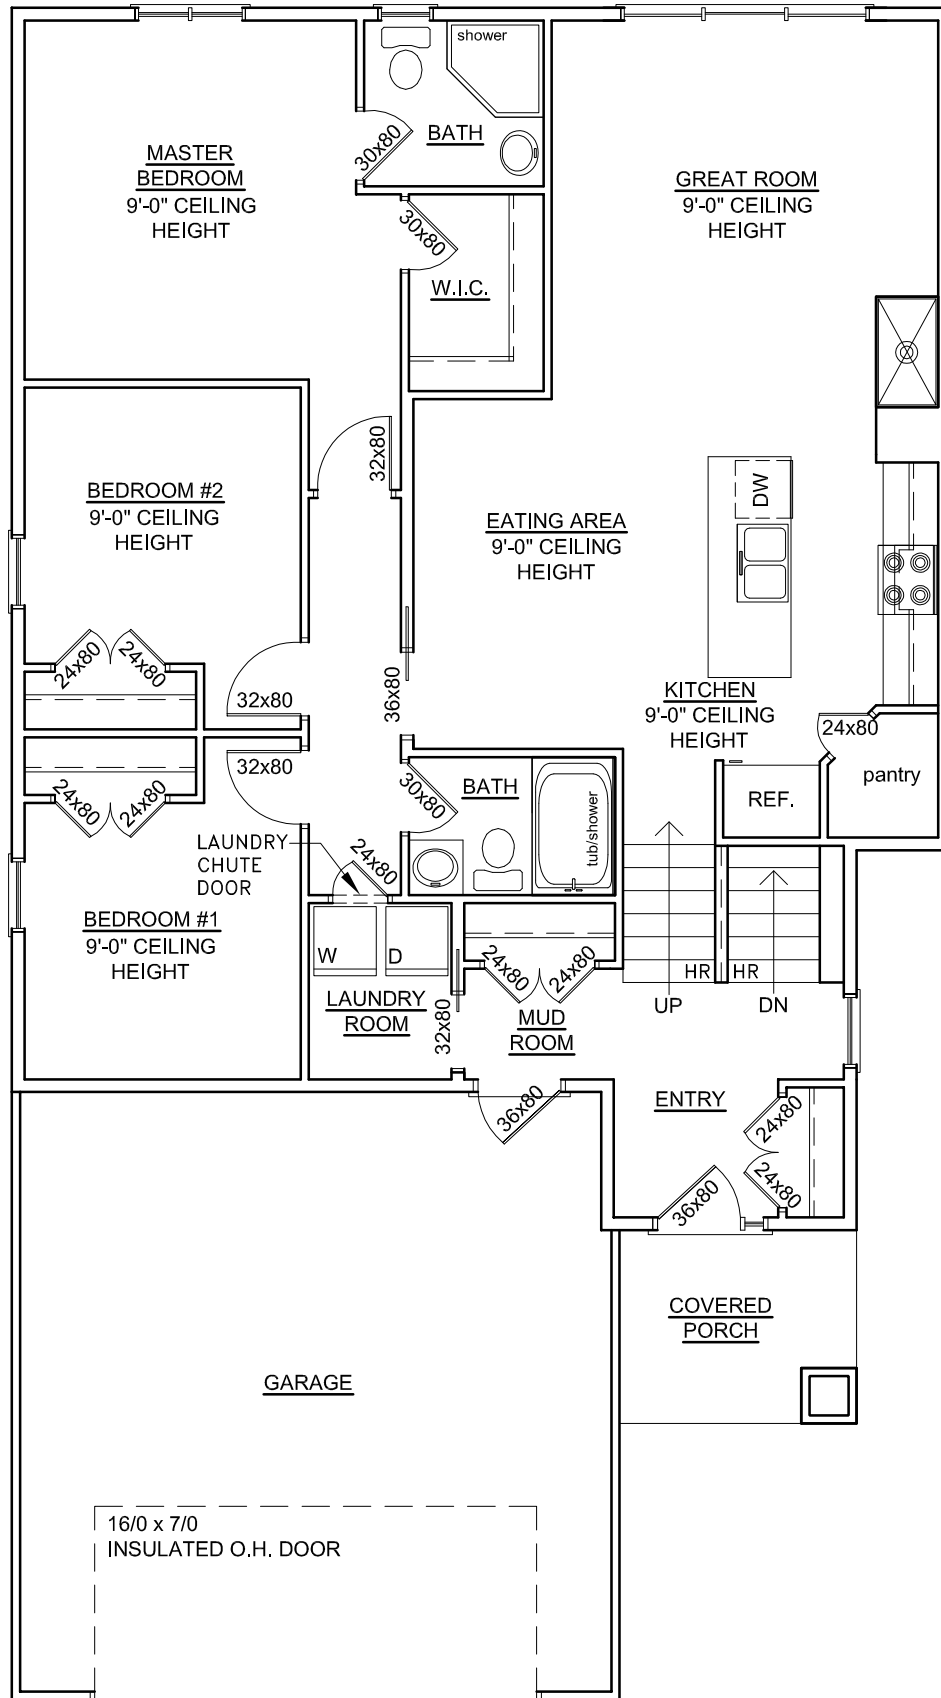 shower
BATH
30x80
MASTER
BEDROOM
9'-0" CEILING
HEIGHT
GREAT ROOM
9'-0" CEILING
HEIGHT
30x80
W.I.C.
32x80
BEDROOM #2
9'-0" CEILING
HEIGHT
DW
EATING AREA
9'-0" CEILING
HEIGHT
24x80
24x80
32x80
36x80
KITCHEN
9'-0" CEILING
HEIGHT
24x80
pantry
REF.
32x80
24x80
24x80
30x80
BATH
tub/shower
LAUNDRY
CHUTE
DOOR
24x80
BEDROOM #1
9'-0" CEILING
HEIGHT
W
D
LAUNDRY
ROOM
32x80
24x80
24x80
MUD
ROOM
HR
HR
UP
DN
36x80
ENTRY
24x80
24x80
36x80
COVERED
PORCH
GARAGE
16/0 x 7/0
INSULATED O.H. DOOR